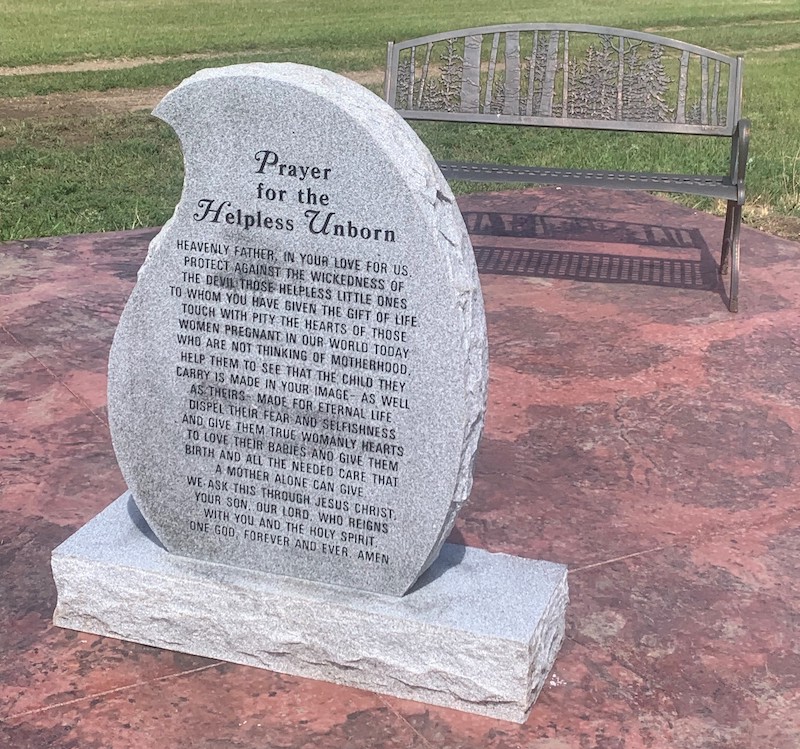 Prayer
for the
Helpless Unborn
HEAVENLY FATHER, IN YOUR LOVE FOR US,
PROTECT AGAINST THE WICKEDNESS OF
THE DEVIL THOSE HELPLESS LITTLE ONES
TO WHOM YOU HAVE GIVEN THE GIFT OF LIFE.
TOUCH WITH PITY THE HEARTS OF THOSE
WOMEN PREGNANT IN OUR WORLD TODAY
WHO ARE NOT THINKING OF MOTHERHOOD.
HELP THEM TO SEE THAT THE CHILD THEY
CARRY IS MADE IN YOUR IMAGE- AS WELL
AS THEIRS- MADE FOR ETERNAL LIFE.
DISPEL THEIR FEAR AND SELFISHNESS
AND GIVE THEM TRUE WOMANLY HEARTS
TO LOVE THEIR BABIES AND GIVE THEM
BIRTH AND ALL THE NEEDED CARE THAT
A MOTHER ALONE CAN GIVE.
WE ASK THIS THROUGH JESUS CHRIST,
YOUR SON, OUR LORD, WHO REIGNS
WITH YOU AND THE HOLY SPIRIT,
ONE GOD, FOREVER AND EVER, AMEN.